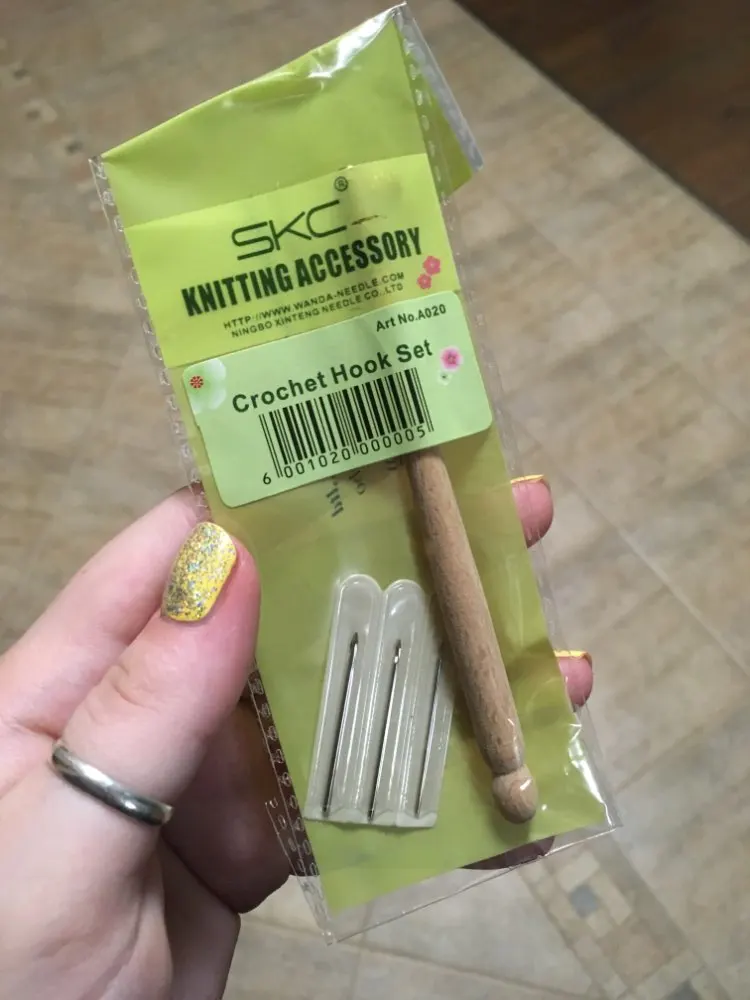 SKC®
KNITTING ACCESSORY
HTTP://WWW.WANDA-NEEDLE.COM
NINGBO XINTENG NEEDLE CO.,LTD
Art No.A020
Crochet Hook Set
6 001020 000005